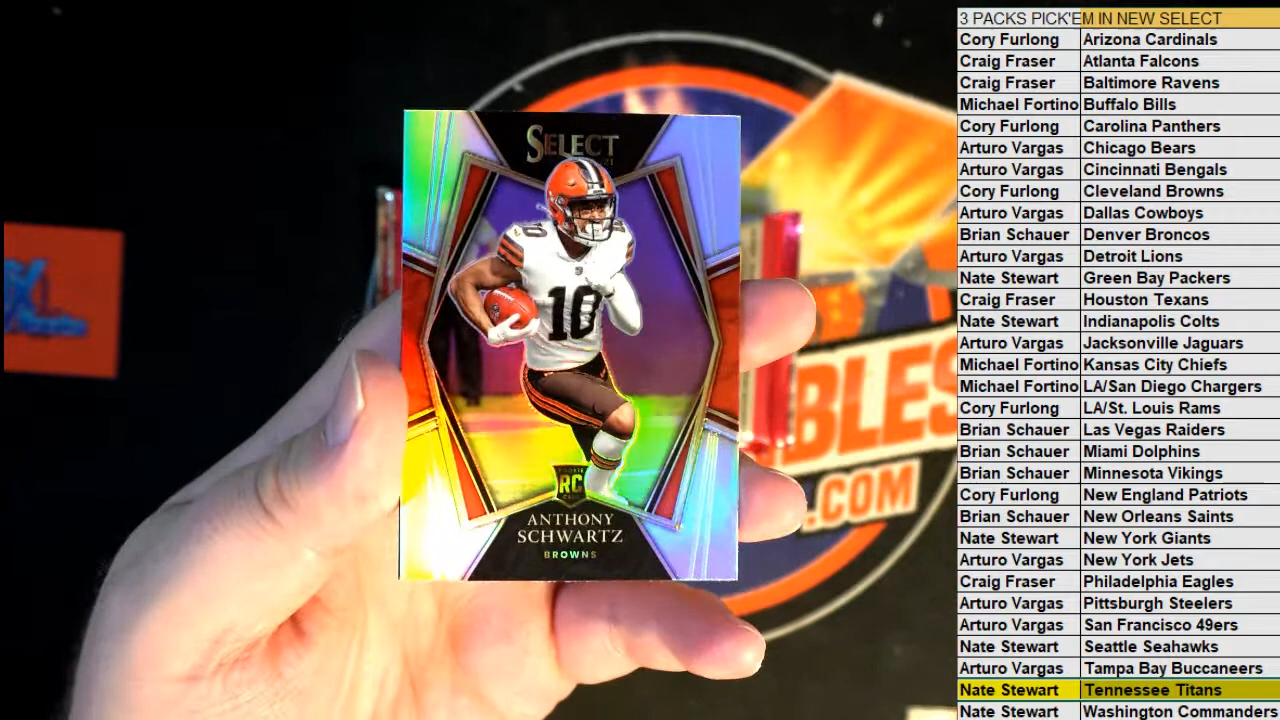 SELECT
21
10
10
10
ROOKIE
RC
ANTHONY
SCHWARTZ
BROWNS
BLES
.COM
3 PACKS PICK'EM IN NEW SELECT
Cory Furlong Arizona Cardinals
Craig Fraser Atlanta Falcons
Craig Fraser Baltimore Ravens
Michael Fortino Buffalo Bills
Cory Furlong Carolina Panthers
Arturo Vargas Chicago Bears
Arturo Vargas Cincinnati Bengals
Cory Furlong Cleveland Browns
Arturo Vargas Dallas Cowboys
Brian Schauer Denver Broncos
Arturo Vargas Detroit Lions
Nate Stewart Green Bay Packers
Craig Fraser Houston Texans
Nate Stewart Indianapolis Colts
Arturo Vargas Jacksonville Jaguars
Michael Fortino Kansas City Chiefs
Michael Fortino LA/San Diego Chargers
Cory Furlong LA/St. Louis Rams
Brian Schauer Las Vegas Raiders
Brian Schauer Miami Dolphins
Brian Schauer Minnesota Vikings
Cory Furlong New England Patriots
Brian Schauer New Orleans Saints
Nate Stewart New York Giants
Arturo Vargas New York Jets
Craig Fraser Philadelphia Eagles
Arturo Vargas Pittsburgh Steelers
Arturo Vargas San Francisco 49ers
Nate Stewart Seattle Seahawks
Arturo Vargas Tampa Bay Buccaneers
Nate Stewart Tennessee Titans
Nate Stewart Washington Commanders